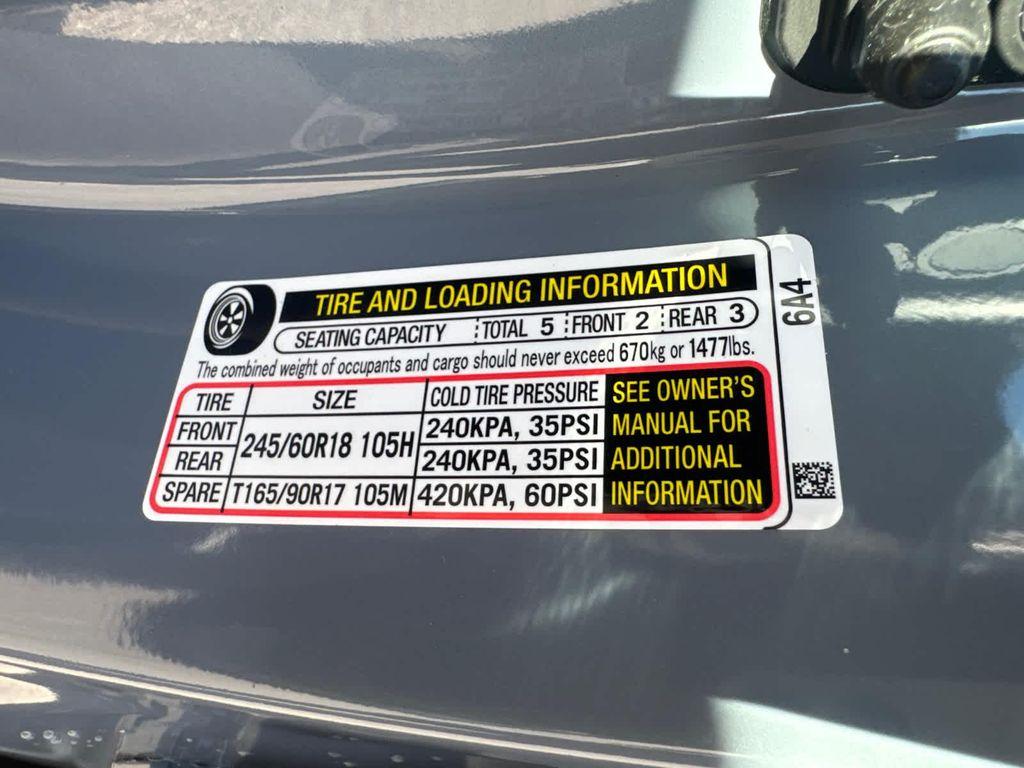 TIRE AND LOADING INFORMATION
SEATING CAPACITY TOTAL 5 FRONT 2 REAR 3
The combined weight of occupants and cargo should never exceed 670kg or 1477lbs.
TIRE SIZE COLD TIRE PRESSURE
FRONT 245/60R18 105H 240KPA, 35PSI
REAR 240KPA, 35PSI
SPARE T165/90R17 105M 420KPA, 60PSI
SEE OWNER'S
MANUAL FOR
ADDITIONAL
INFORMATION
6A4